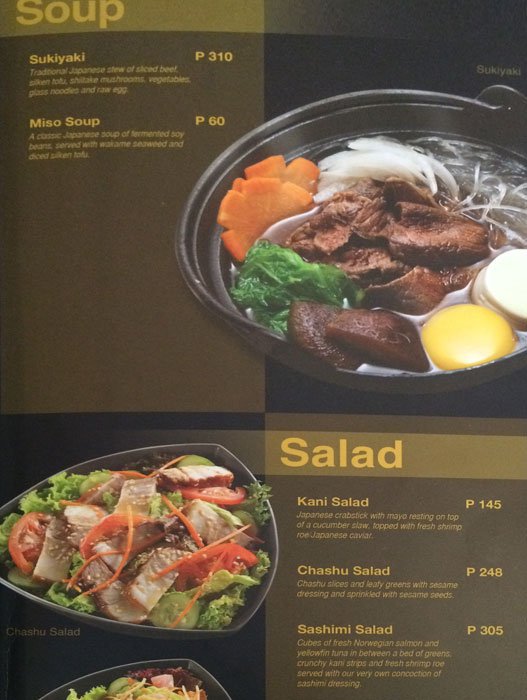 Soup
Sukiyaki P 310
Traditional Japanese stew of sliced beef,
silken tofu, shiitake mushrooms, vegetables,
glass noodles and raw egg.
Miso Soup P 60
A classic Japanese soup of fermented soy
beans, served with wakame seaweed and
diced silken tofu.
Sukiyaki
Salad
Kani Salad P 145
Japanese crabstick with mayo resting on top
of a cucumber slaw, topped with fresh shrimp
roe/Japanese caviar.
Chashu Salad P 248
Chashu slices and leafy greens with sesame
dressing and sprinkled with sesame seeds.
Chashu Salad
Sashimi Salad P 305
Cubes of fresh Norwegian salmon and
yellowfin tuna in between a bed of greens,
crunchy kani strips and fresh shrimp roe
served with our very own concoction of
sashimi dressing.